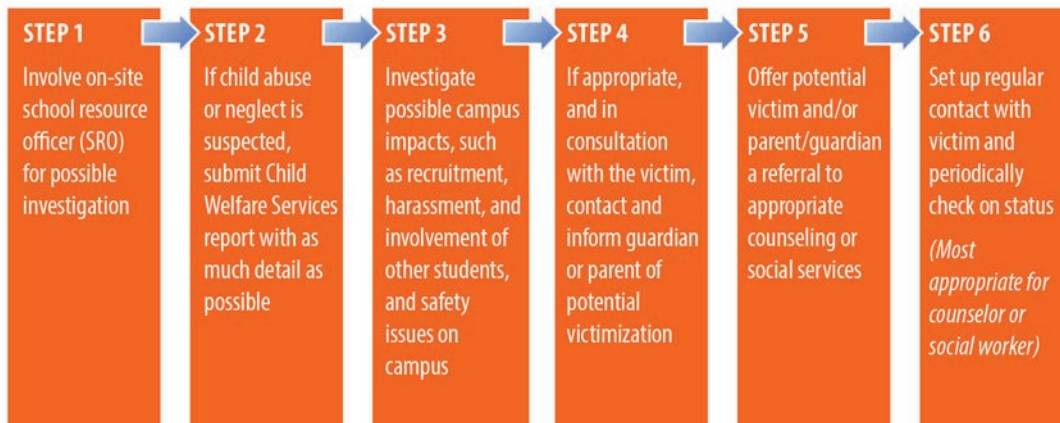 STEP 1
Involve on-site
school resource
officer (SRO)
for possible
investigation
STEP 2
If child abuse
or neglect is
suspected,
submit Child
Welfare Services
report with as
much detail as
possible
STEP 3
Investigate
possible campus
impacts, such
as recruitment,
harassment, and
involvement of
other students,
and safety
issues on
campus
STEP 4
If appropriate,
and in
consultation
with the victim,
contact and
inform guardian
or parent of
potential
victimization
STEP 5
Offer potential
victim and/or
parent/guardian
a referral to
appropriate
counseling or
social services
STEP 6
Set up regular
contact with
victim and
periodically
check on status
(Most
appropriate for
counselor or
social worker)